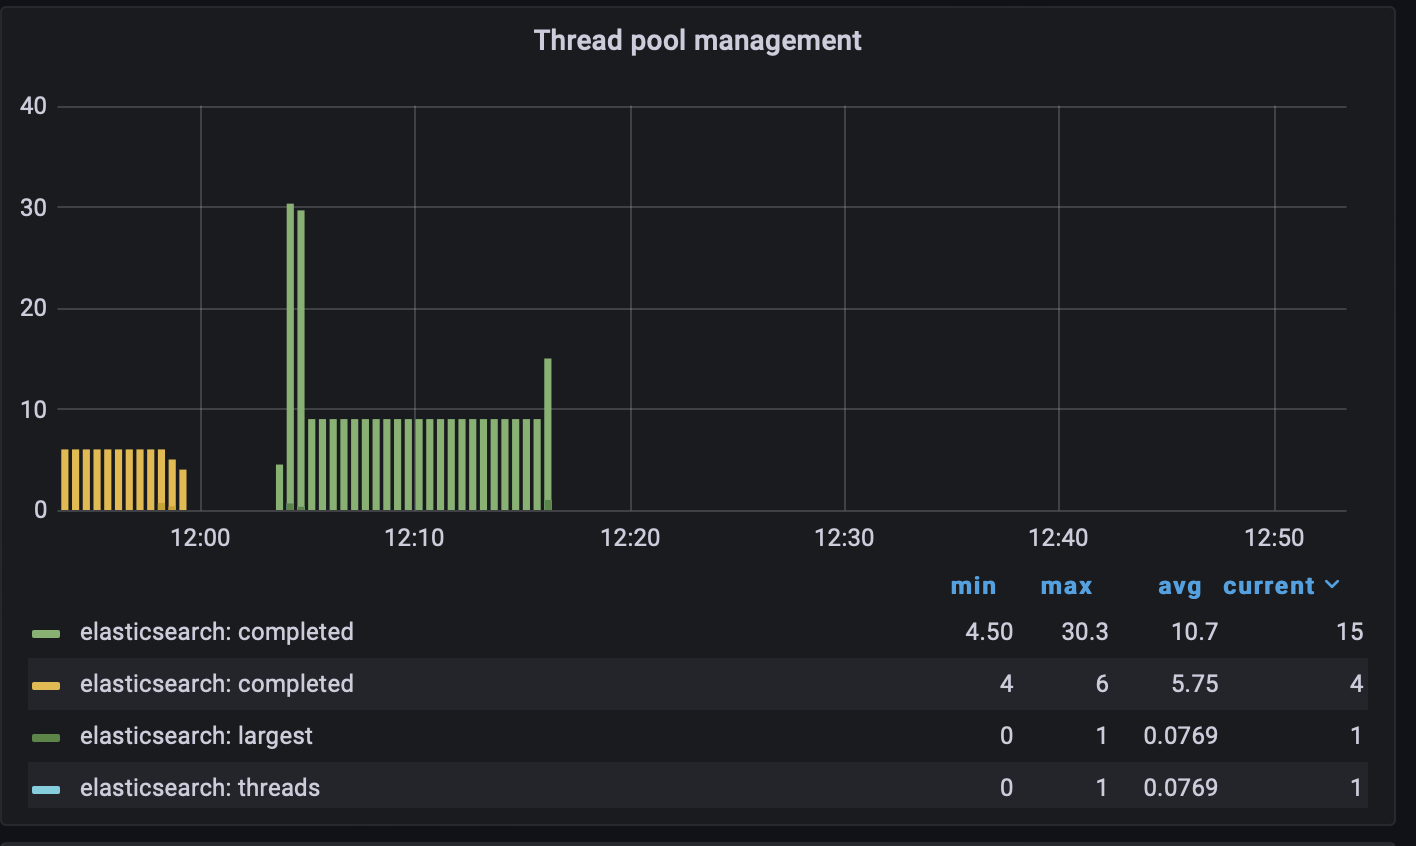 Thread pool management
40
30
20
10
0
12:00 12:10 12:20 12:30 12:40 12:50
min max avg current
elasticsearch: completed 4.50 30.3 10.7 15
elasticsearch: completed 4 6 5.75 4
elasticsearch: largest 0 1 0.0769 1
elasticsearch: threads 0 1 0.0769 1